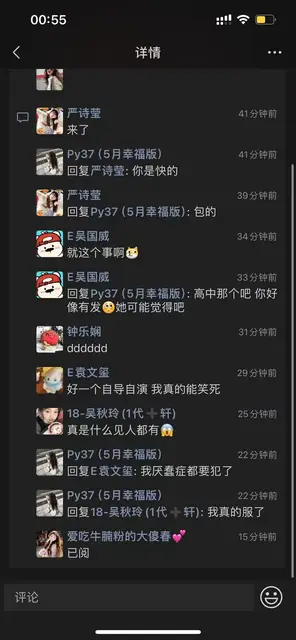 00:55
详情
严诗莹 41分钟前
来了
Py37 (5月幸福版) 41分钟前
回复严诗莹: 你是快的
严诗莹 39分钟前
回复Py37 (5月幸福版): 包的
E吴国威 34分钟前
就这个事啊🐱
E吴国威 33分钟前
回复Py37 (5月幸福版): 高中那个吧 你好
像有发🤔她可能觉得吧
钟乐娴 31分钟前
dddddd
E袁文玺 29分钟前
好一个自导自演 我真的能笑死
18-吴秋玲 (1代➕轩) 25分钟前
真是什么见人都有😱
Py37 (5月幸福版) 22分钟前
回复E袁文玺: 我厌蠢症都要犯了
Py37 (5月幸福版) 22分钟前
回复18-吴秋玲 (1代➕轩): 我真的服了
爱吃牛腩粉的大傻春💕 15分钟前
已阅
评论